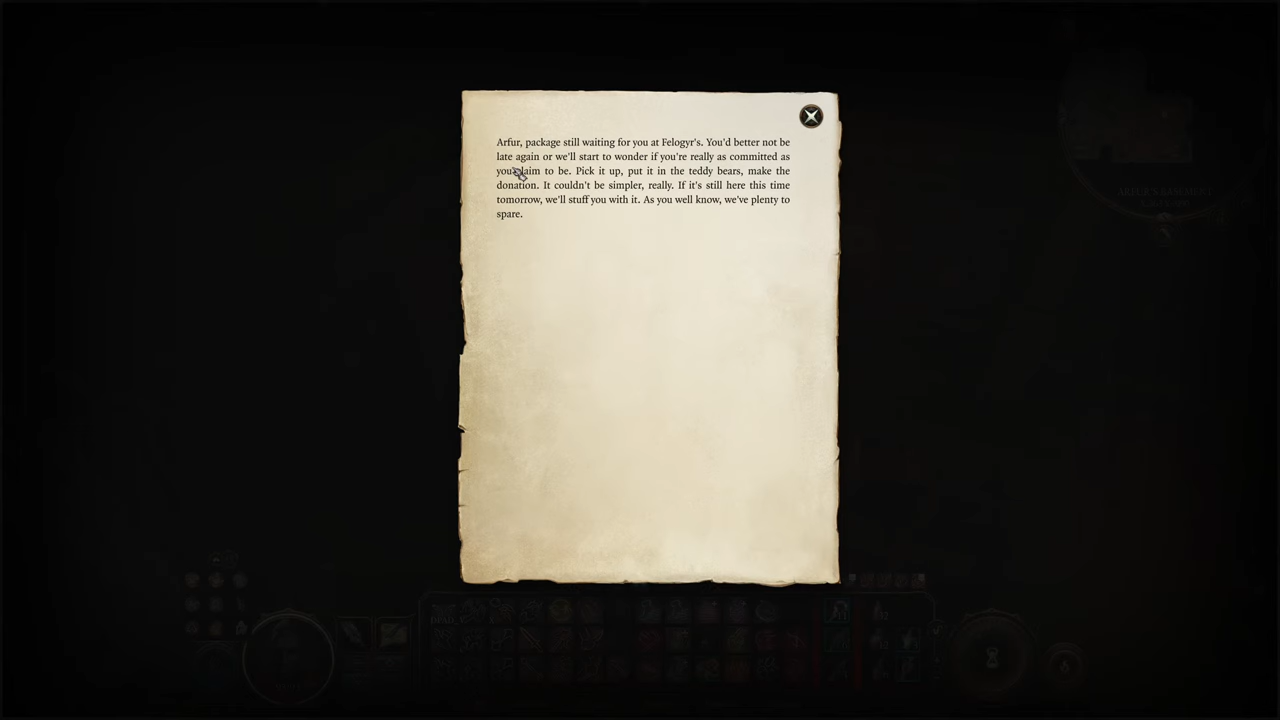 Arfur, package still waiting for you at Felogyr's. You'd better not be
late again or we'll start to wonder if you're really as committed as
you claim to be. Pick it up, put it in the teddy bears, make the
donation. It couldn't be simpler, really. If it's still here this time
tomorrow, we'll stuff you with it. As you well know, we've plenty to
spare.
ARFUR'S BASEMENT